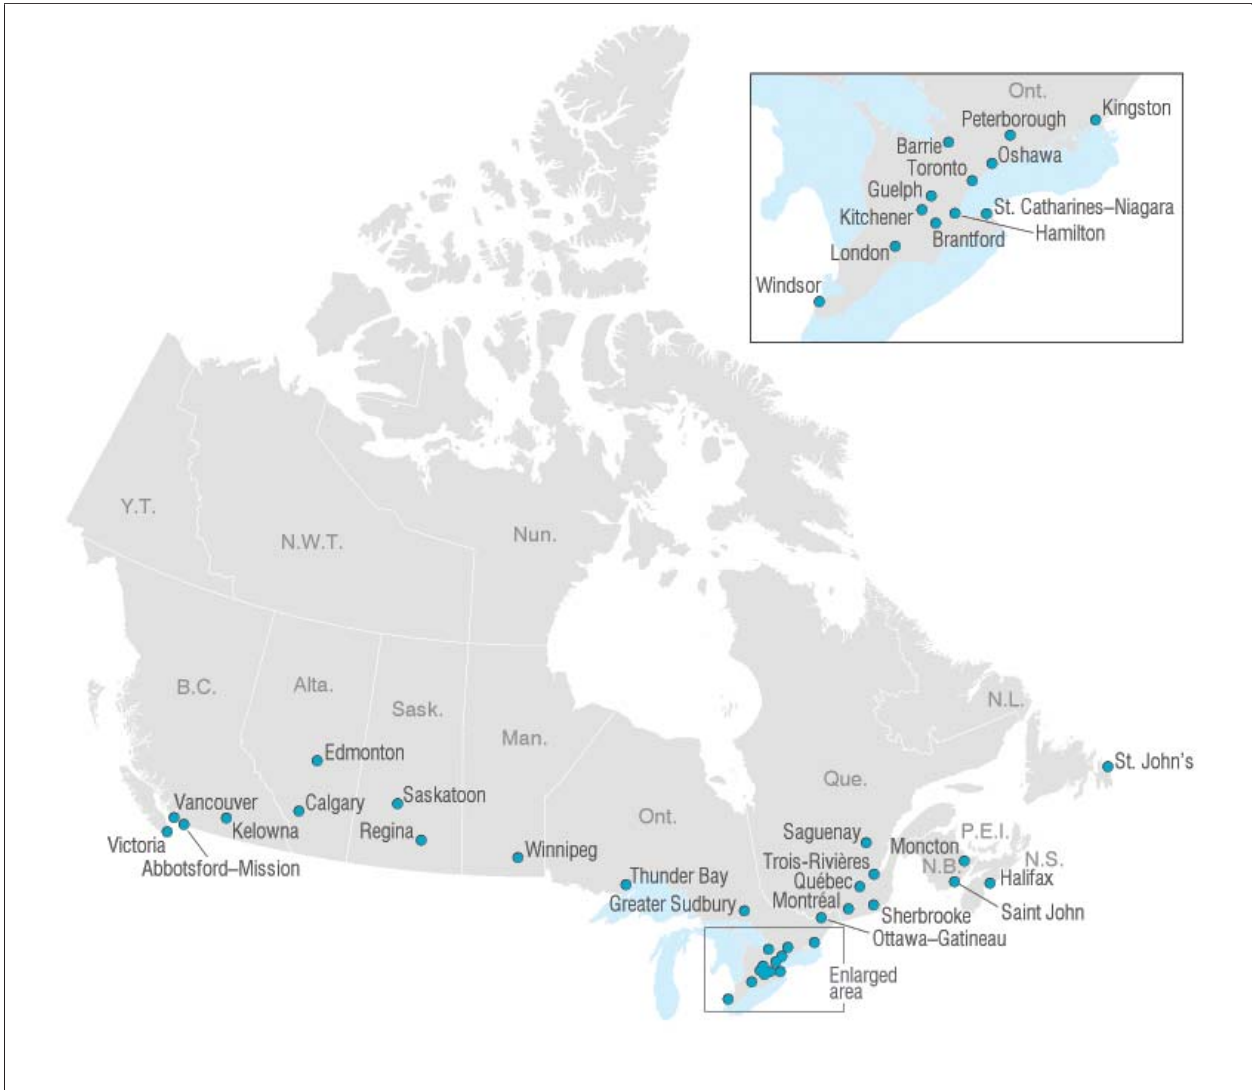 Ont.
Kingston
Peterborough
Barrie
Oshawa
Toronto
Guelph
Kitchener
St. Catharines–Niagara
Hamilton
Brantford
London
Windsor
Y.T.
N.W.T.
Nun.
B.C.
Alta.
Sask.
Man.
N.L.
Edmonton
St. John's
Que.
Vancouver
Calgary
Saskatoon
Ont.
Victoria
Kelowna
Regina
Abbotsford–Mission
Winnipeg
Saguenay
P.E.I.
Moncton
N.S.
Trois-Rivières
N.B.
Thunder Bay
Québec
Halifax
Greater Sudbury
Montréal
Saint John
Sherbrooke
Ottawa–Gatineau
Enlarged
area